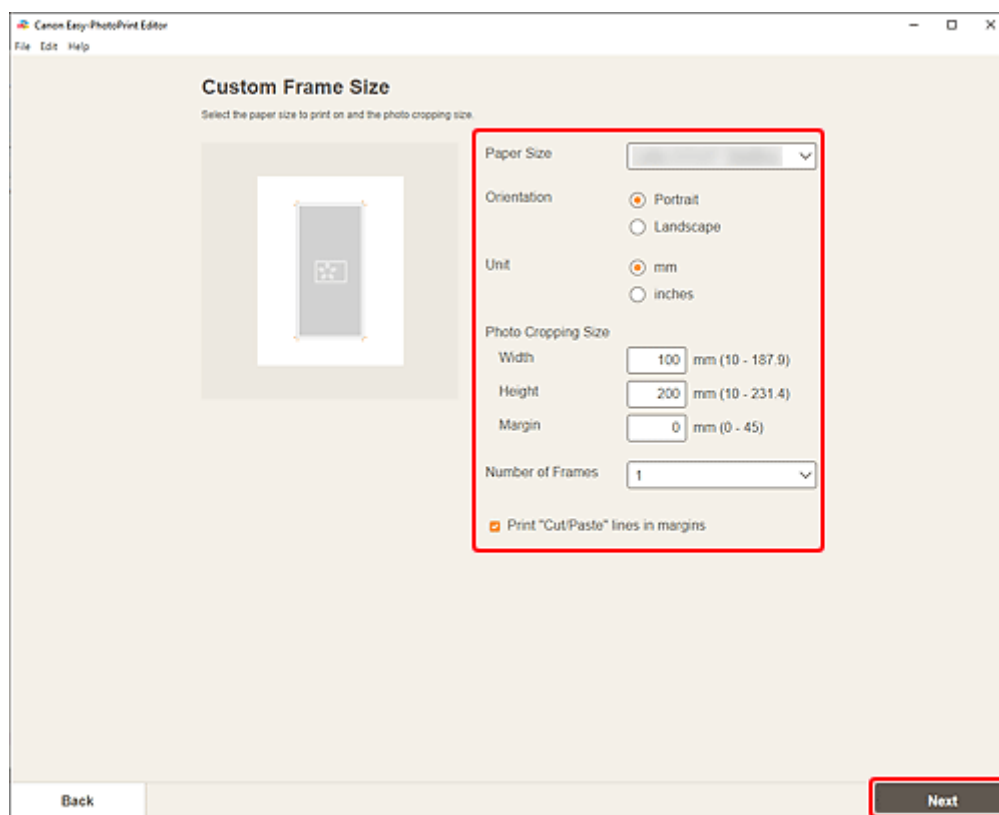 Canon Easy-PhotoPrint Editor
File Edit Help
Custom Frame Size
Select the paper size to print on and the photo cropping size.
Paper Size
Orientation
Portrait
Landscape
Unit
mm
inches
Photo Cropping Size
Width 100 mm (10 - 187.9)
Height 200 mm (10 - 231.4)
Margin 0 mm (0 - 45)
Number of Frames 1
Print "Cut/Paste" lines in margins
Back Next